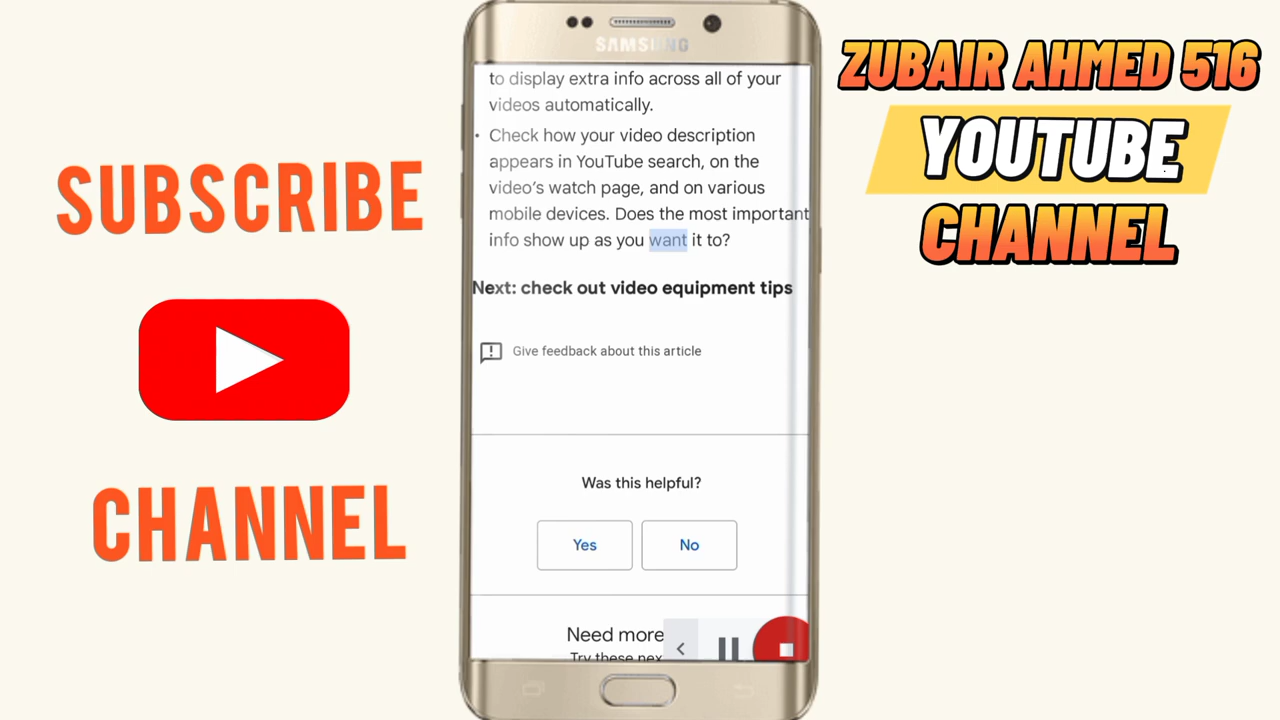 SUBSCRIBE
CHANNEL
SAMSUNG
to display extra info across all of your
videos automatically.
• Check how your video description
appears in YouTube search, on the
video’s watch page, and on various
mobile devices. Does the most important
info show up as you want it to?
Next: check out video equipment tips
Give feedback about this article
Was this helpful?
Yes
No
Need more
Try these nex
ZUBAIR AHMED 516
YOUTUBE
CHANNEL